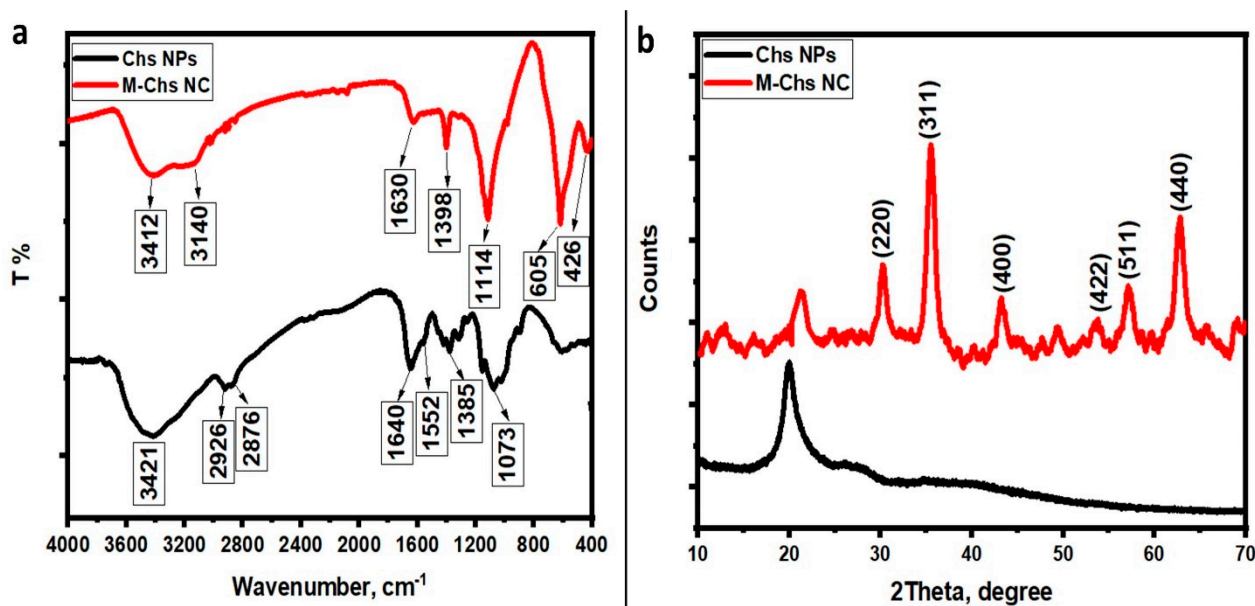 a
Chs NPs
M-Chs NC
T %
3412
3140
1630
1398
1114
605
426
3421
2926
2876
1640
1552
1385
1073
4000 3600 3200 2800 2000 1600 1200 800 400
Wavenumber, cm-1
b
Chs NPs
M-Chs NC
Counts
(220)
(311)
(400)
(422)
(511)
(440)
10 20 30 40 50 60 70
2Theta, degree